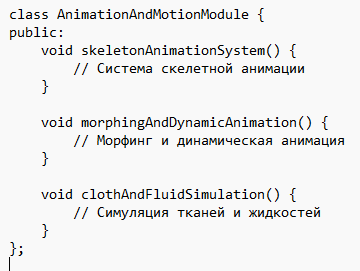 class AnimationAndMotionModule {
public:
    void skeletonAnimationSystem() {
        // Система скелетной анимации
    }

    void morphingAndDynamicAnimation() {
        // Морфинг и динамическая анимация
    }

    void clothAndFluidSimulation() {
        // Симуляция тканей и жидкостей
    }
};